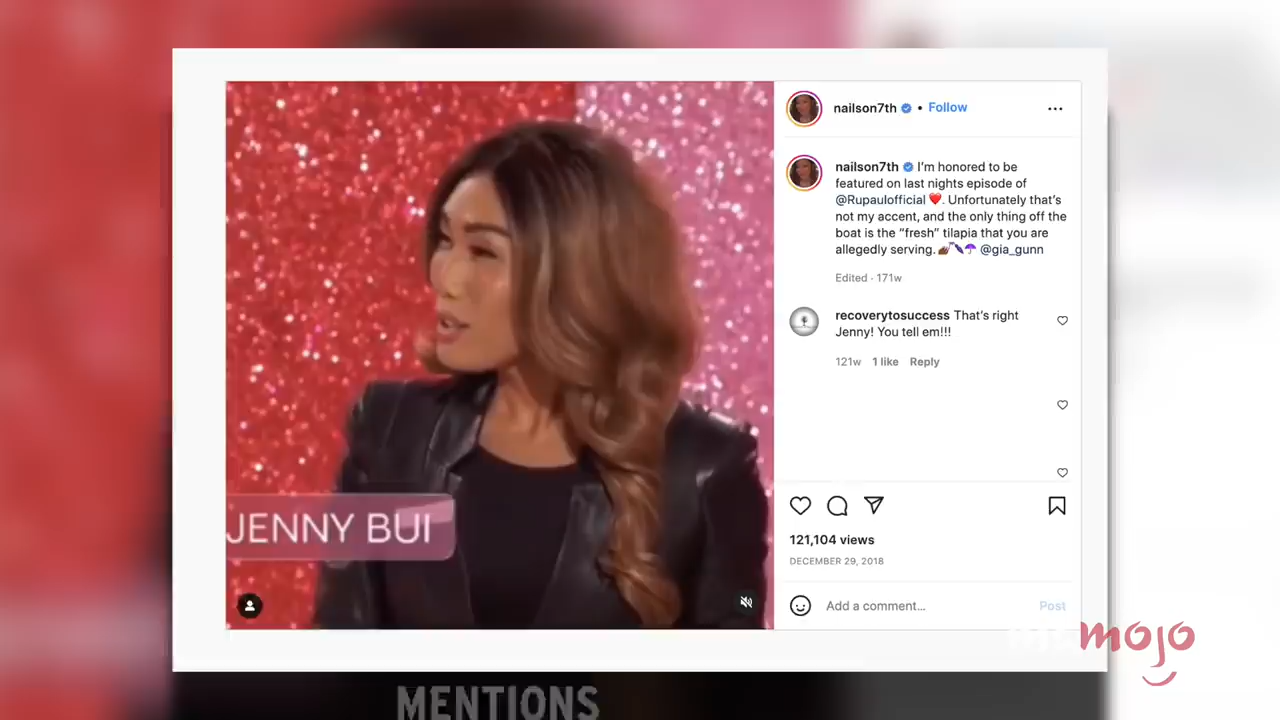 nailson7th • Follow
nailson7th I'm honored to be
featured on last nights episode of
@Rupaulofficial ❤️. Unfortunately that's
not my accent, and the only thing off the
boat is the “fresh” tilapia that you are
allegedly serving. 💅🏾🌂☂️ @gia_gunn
Edited · 171w
recoverytosuccess That's right
Jenny! You tell em!!!
121w 1 like Reply
JENNY BUI
121,104 views
DECEMBER 29, 2018
Add a comment... Post
mojo
MENTIONS